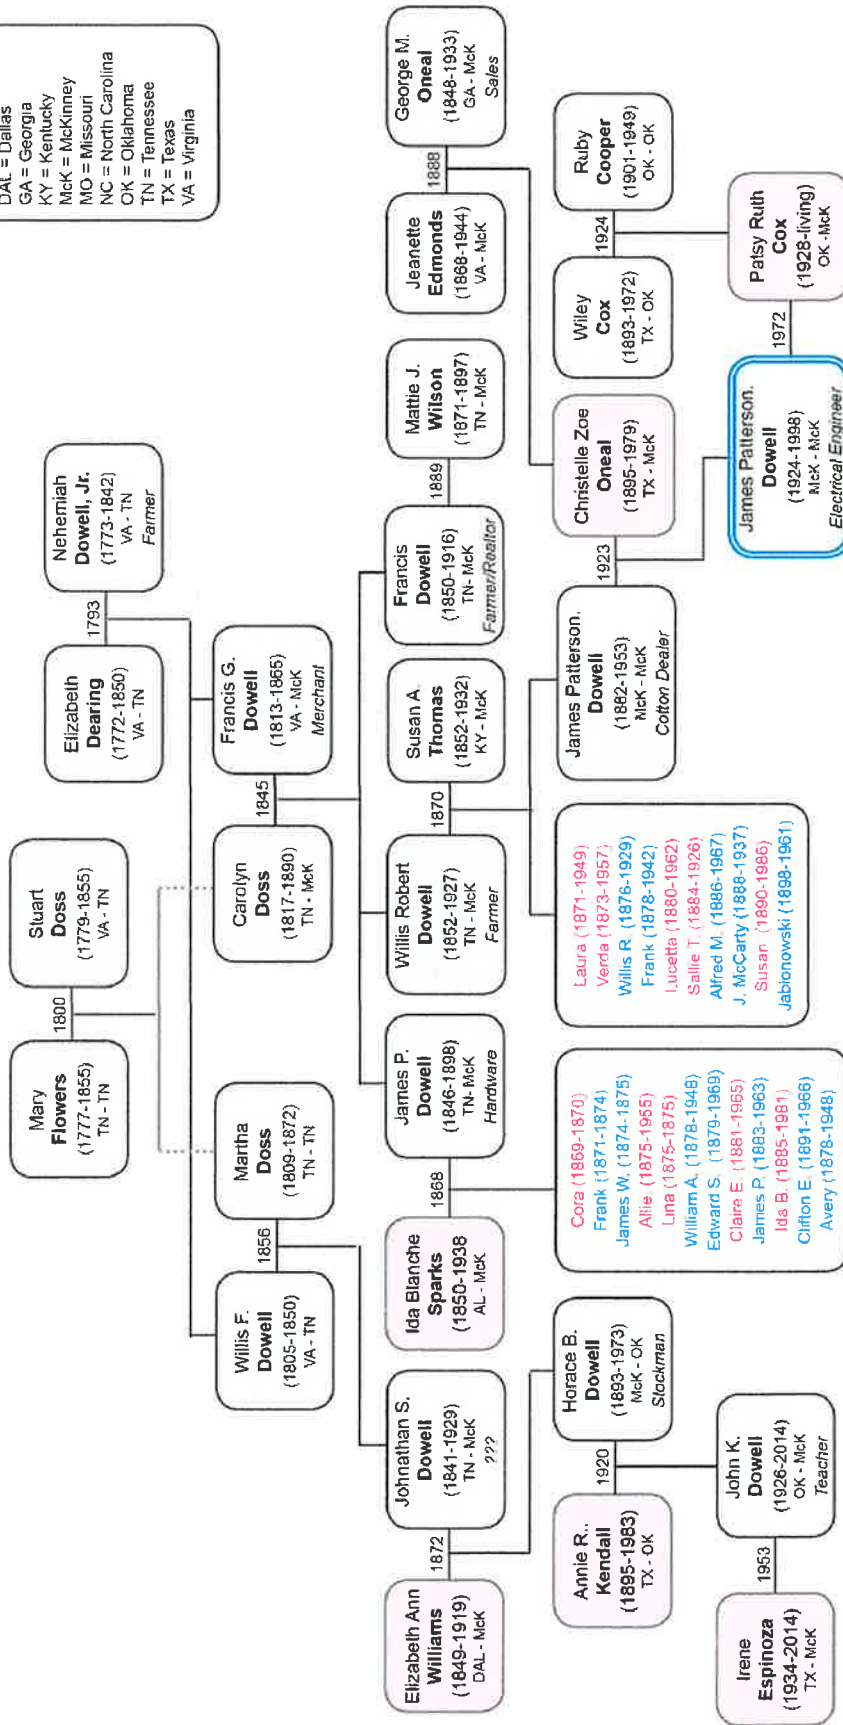 DAL = Dallas
GA = Georgia
KY = Kentucky
McK = McKinney
MO = Missouri
NC = North Carolina
OK = Oklahoma
TN = Tennessee
TX = Texas
VA = Virginia
Mary
Flowers
(1777-1855)
TN - TN
1800
Stuart
Doss
(1779-1855)
VA - TN
Elizabeth
Dearing
(1772-1850)
VA - TN
1793
Nehemiah
Dowell, Jr.
(1773-1842)
VA - TN
Farmer
Willis F.
Dowell
(1805-1850)
VA - TN
1856
Martha
Doss
(1809-1872)
TN - TN
Carolyn
Doss
(1817-1890)
TN - McK
1845
Francis G.
Dowell
(1813-1865)
VA - McK
Merchant
Elizabeth Ann
Williams
(1849-1919)
DAL - McK
1872
Johnathan S.
Dowell
(1841-1929)
TN - McK
???
Ida Blanche
Sparks
(1850-1938
AL - McK
1868
James P.
Dowell
(1846-1898)
TN- McK
Hardware
Willis Robert
Dowell
(1852-1927)
TN - McK
Farmer
1870
Susan A.
Thomas
(1852-1932)
KY - McK
Francis
Dowell
(1850-1916)
TN- McK
Farmer/Realtor
1889
Mattie J.
Wilson
(1871-1897)
TN - McK
Jeanette
Edmonds
(1868-1944)
VA - McK
1888
George M.
Oneal
(1848-1933)
GA - McK
Sales
Annie R..
Kendall
(1895-1983)
TX - OK
1920
Horace B.
Dowell
(1893-1973)
McK - OK
Stockman
Cora (1869-1870)
Frank (1871-1874)
James W. (1874-1875)
Allie. (1875-1955)
Lina (1875-1875)
William A. (1878-1948)
Edward S. (1879-1969)
Claire E. (1881-1965)
James P. (1883-1963)
Ida B. (1885-1981)
Clifton E. (1891-1966)
Avery (1878-1948)
Laura (1871-1949)
Verda (1873-1957)
Willis R. (1876-1929)
Frank (1878-1942)
Lucetta (1880-1962)
Sallie T. (1884-1926)
Alfred M. (1886-1967)
J. McCarty (1888-1937)
Susan (1890-1986)
Jabionowski (1898-1961)
James Patterson.
Dowell
(1882-1953)
McK - McK
Cotton Dealer
1923
Christelle Zoe
Oneal
(1895-1979)
TX - McK
Wiley
Cox
(1893-1972)
TX - OK
1924
Ruby
Cooper
(1901-1949)
OK - OK
Irene
Espinoza
(1934-2014)
TX - McK
1953
John K.
Dowell
(1926-2014)
OK - McK
Teacher
James Patterson.
Dowell
(1924-1998)
McK - McK
Electrical Engineer
1972
Patsy Ruth
Cox
(1928-living)
OK -McK